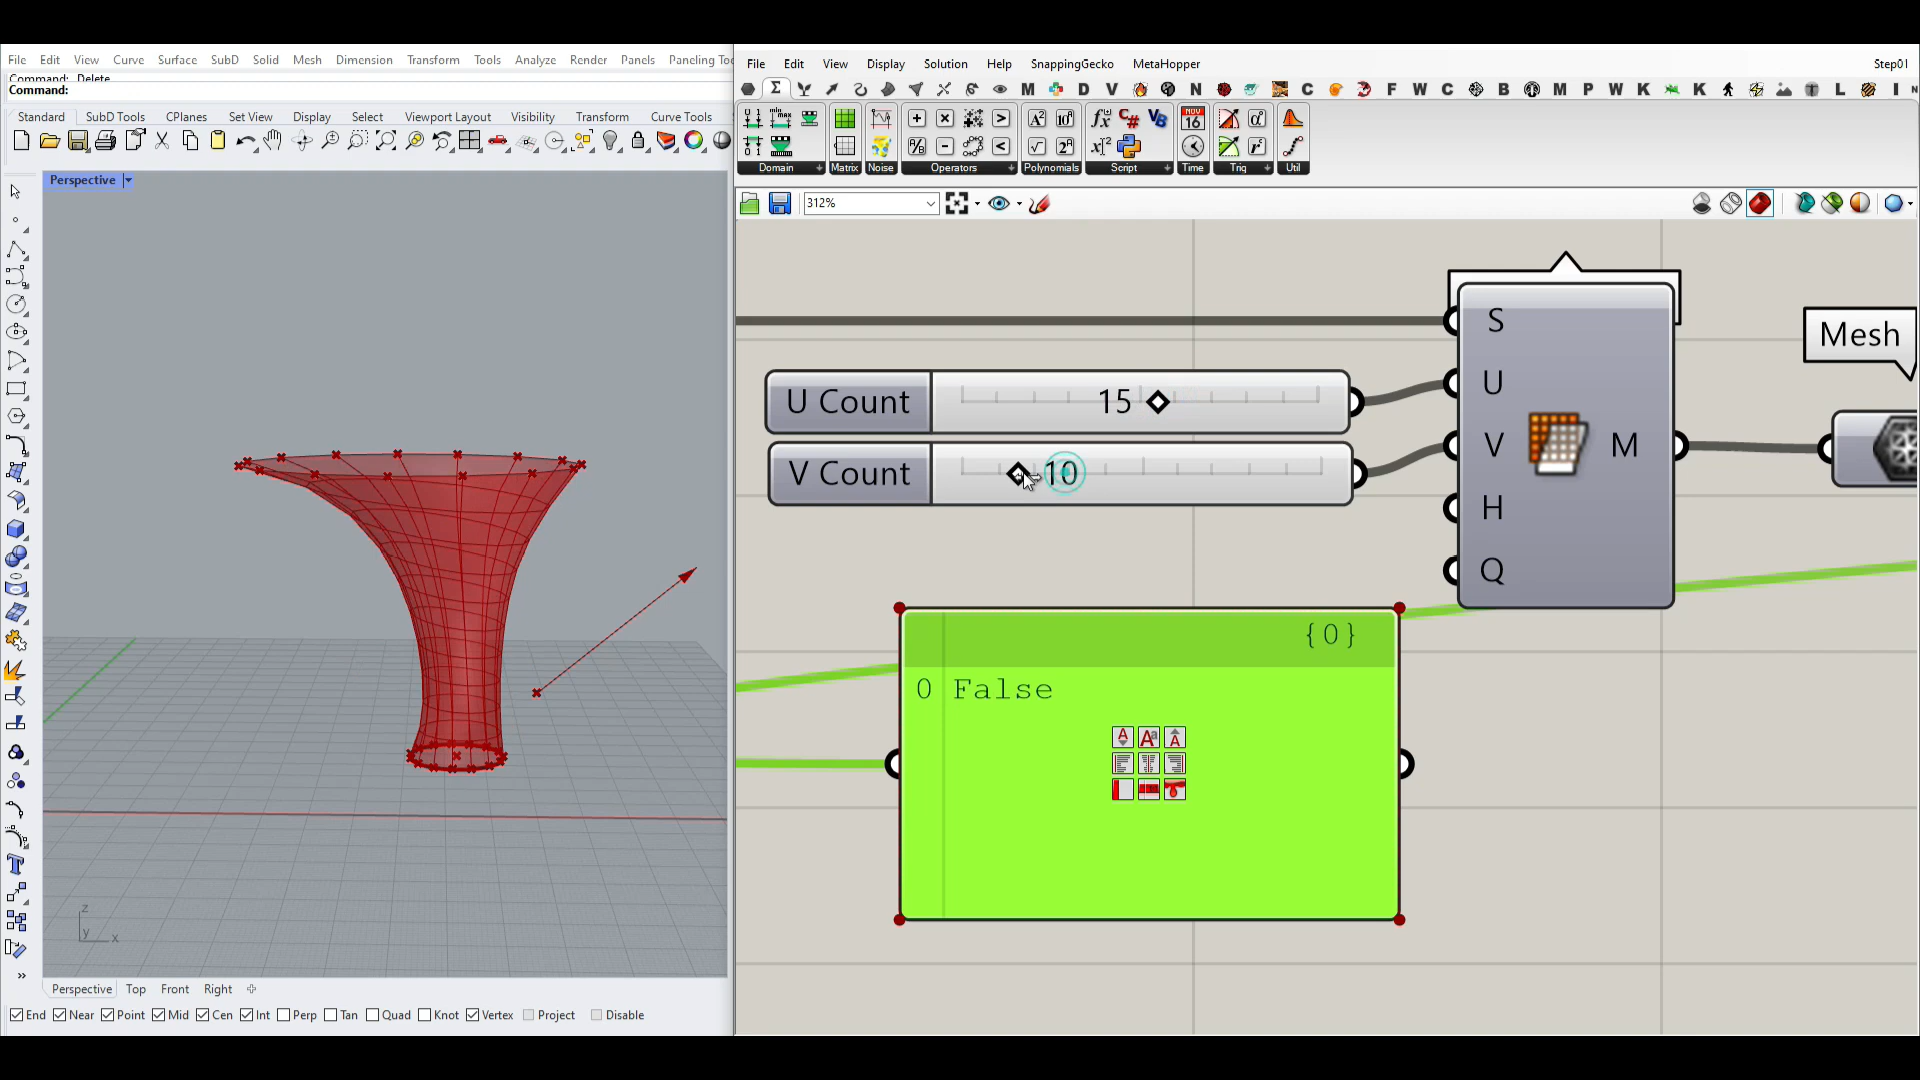 File Edit View Curve Surface SubD Solid Mesh Dimension Transform Tools Analyze Render Panels Paneling Too
Command: Delete
Command:
Standard SubD Tools CPlanes Set View Display Select Viewport Layout Visibility Transform Curve Tools
Perspective
z
y x
Perspective Top Front Right
End Near Point Mid Cen Int Perp Tan Quad Knot Vertex Project Disable
File Edit View Display Solution Help SnappingGecko MetaHopper Step01
M D V N C F W C B M P W K K L I N
NOV
16
Domain Matrix Noise Operators Polynomials Script Time Trig Util
312%
S
U Count 15 U
V Count 10 V M
H
Q
Mesh
{0}
0 False